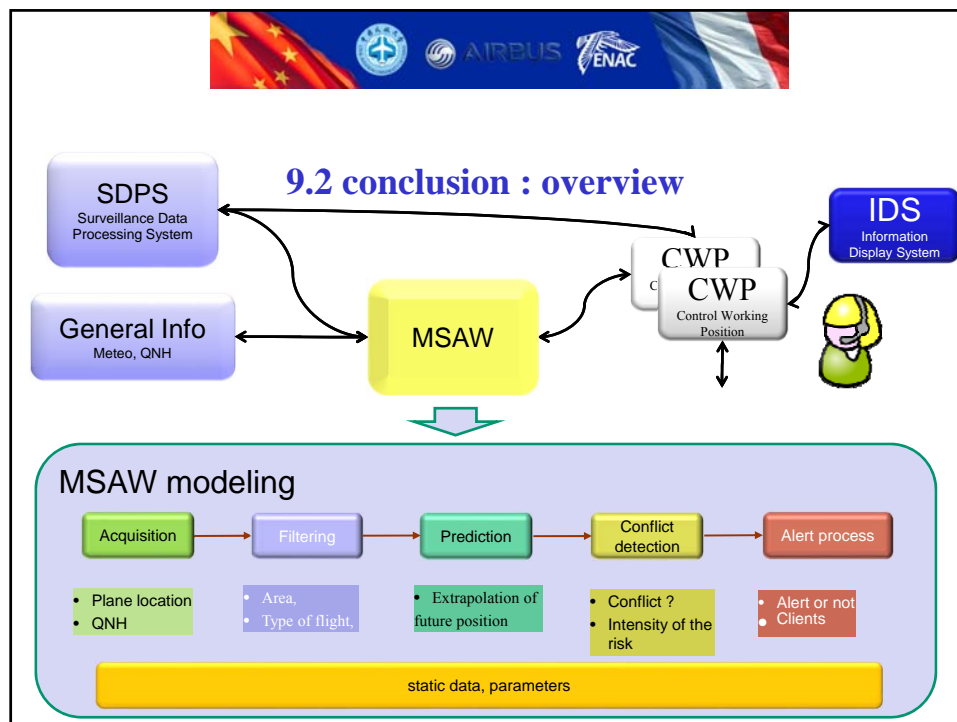 AIRBUS
ENAC
9.2 conclusion : overview
SDPS
Surveillance Data
Processing System
IDS
Information
Display System
CWP
C
CWP
Control Working
Position
General Info
Meteo, QNH
MSAW
MSAW modeling
Acquisition
Filtering
Prediction
Conflict
detection
Alert process
• Plane location
• QNH
• Area,
• Type of flight,
• Extrapolation of
future position
• Conflict ?
• Intensity of the
risk
• Alert or not
• Clients
static data, parameters